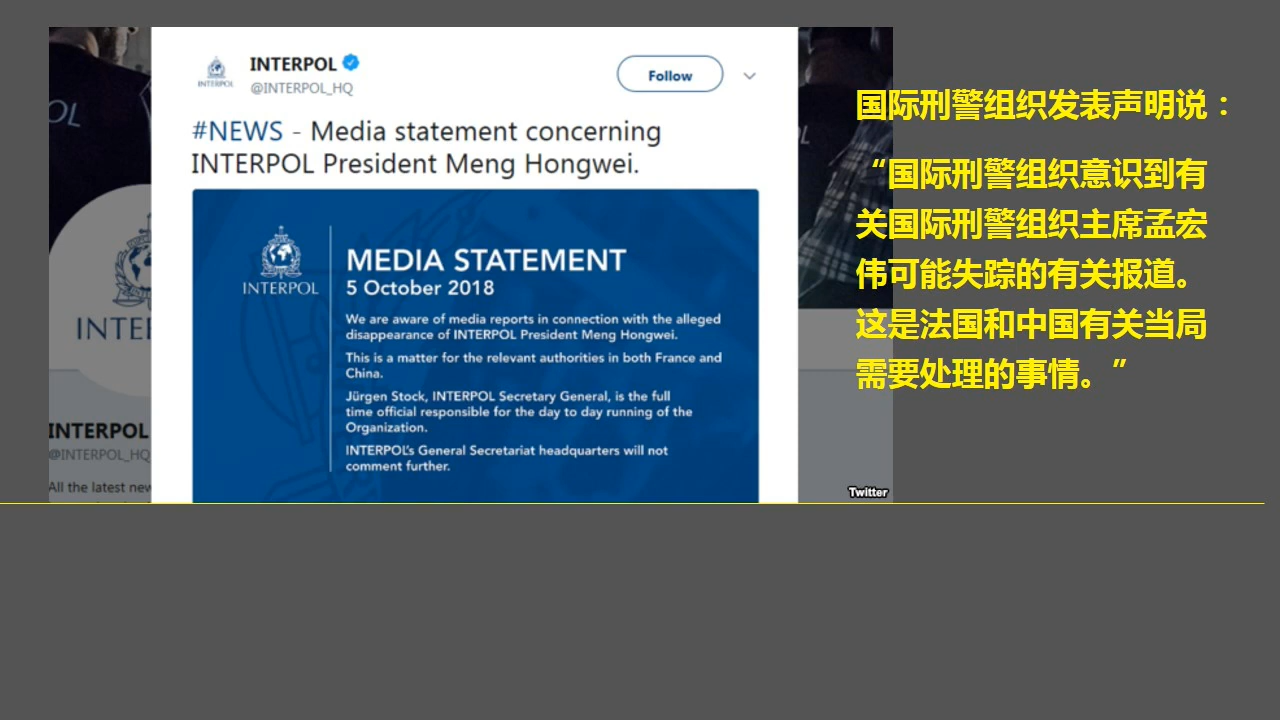 INTERPOL
@INTERPOL_HQ
Follow
#NEWS - Media statement concerning
INTERPOL President Meng Hongwei.
INTERPOL
MEDIA STATEMENT
5 October 2018
We are aware of media reports in connection with the alleged
disappearance of INTERPOL President Meng Hongwei.
This is a matter for the relevant authorities in both France and
China.
Jürgen Stock, INTERPOL Secretary General, is the full
time official responsible for the day to day running of the
Organization.
INTERPOL's General Secretariat headquarters will not
comment further.
OL
OL
INTER
INTERPOL
@INTERPOL_HQ
All the latest new
Twitter
国际刑警组织发表声明说：
“国际刑警组织意识到有
关国际刑警组织主席孟宏
伟可能失踪的有关报道。
这是法国和中国有关当局
需要处理的事情。”